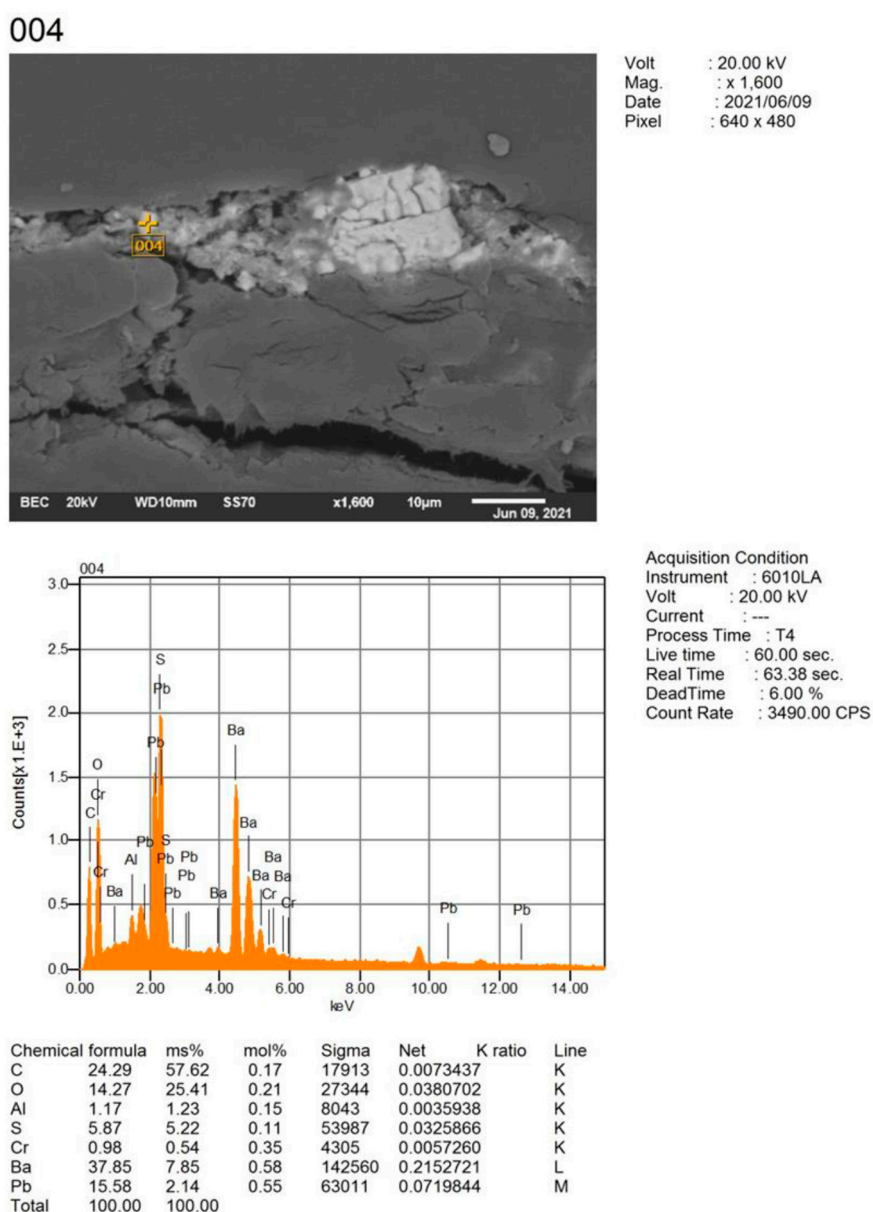 004
Volt : 20.00 kV
Mag. : x 1,600
Date : 2021/06/09
Pixel : 640 x 480
004
BEC 20kV WD10mm SS70 x1,600 10µm
Jun 09, 2021
Acquisition Condition
Instrument : 6010LA
Volt : 20.00 kV
Current : ---
Process Time : T4
Live time : 60.00 sec.
Real Time : 63.38 sec.
DeadTime : 6.00 %
Count Rate : 3490.00 CPS
004
Counts[x1.E+3]
3.0
2.5
2.0
1.5
1.0
0.5
0.0
S
Pb
Ba
Pb
O
Cr
C
Ba
Pb S
Al Pb Pb
Cr Pb Ba
Ba Pb Ba Ba Ba
Cr Cr
Pb Pb
0.00 2.00 4.00 6.00 8.00 10.00 12.00 14.00
keV
Chemical formula ms% mol% Sigma Net K ratio Line
C 24.29 57.62 0.17 17913 0.0073437 K
O 14.27 25.41 0.21 27344 0.0380702 K
Al 1.17 1.23 0.15 8043 0.0035938 K
S 5.87 5.22 0.11 53987 0.0325866 K
Cr 0.98 0.54 0.35 4305 0.0057260 K
Ba 37.85 7.85 0.58 142560 0.2152721 L
Pb 15.58 2.14 0.55 63011 0.0719844 M
Total 100.00 100.00